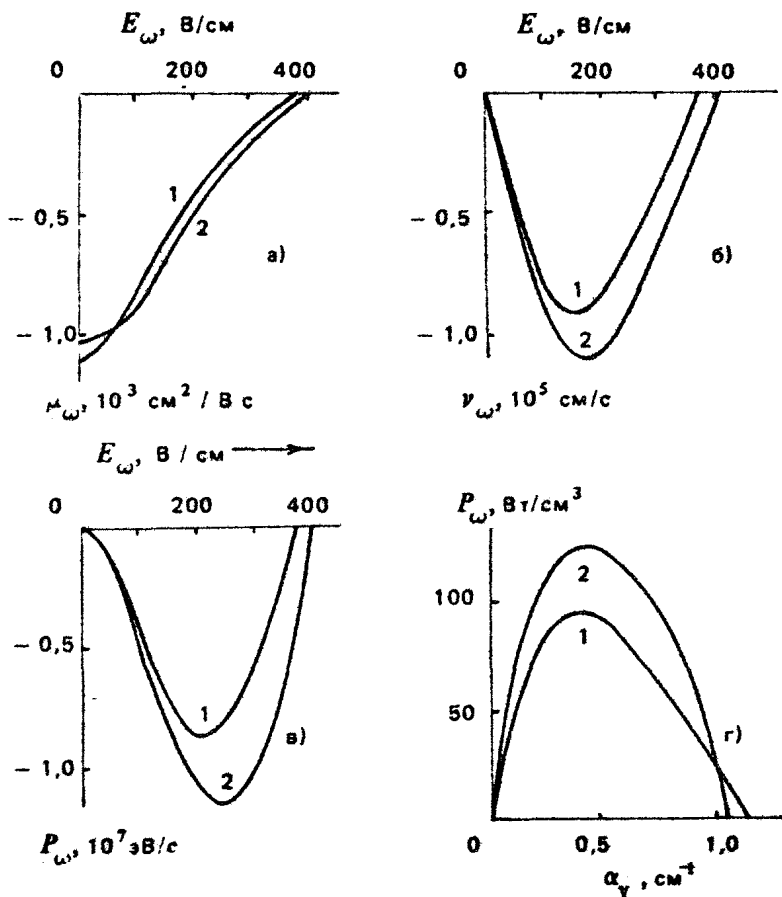 E_ω, В/см
0 200 400
1
2
– 0,5
а)
– 1,0
μ_ω, 10³ см² / В с
E_ω, В/см
0 200 400
– 0,5
б)
1
– 1,0
2
v_ω, 10⁵ см/с
E_ω, В / см →
0 200 400
– 0,5
1
в)
– 1,0
2
P_ω, 10⁷ эВ/с
P_ω, Вт/см³
2
100
1
50
г)
0 0,5 1,0
α_γ, см⁻¹